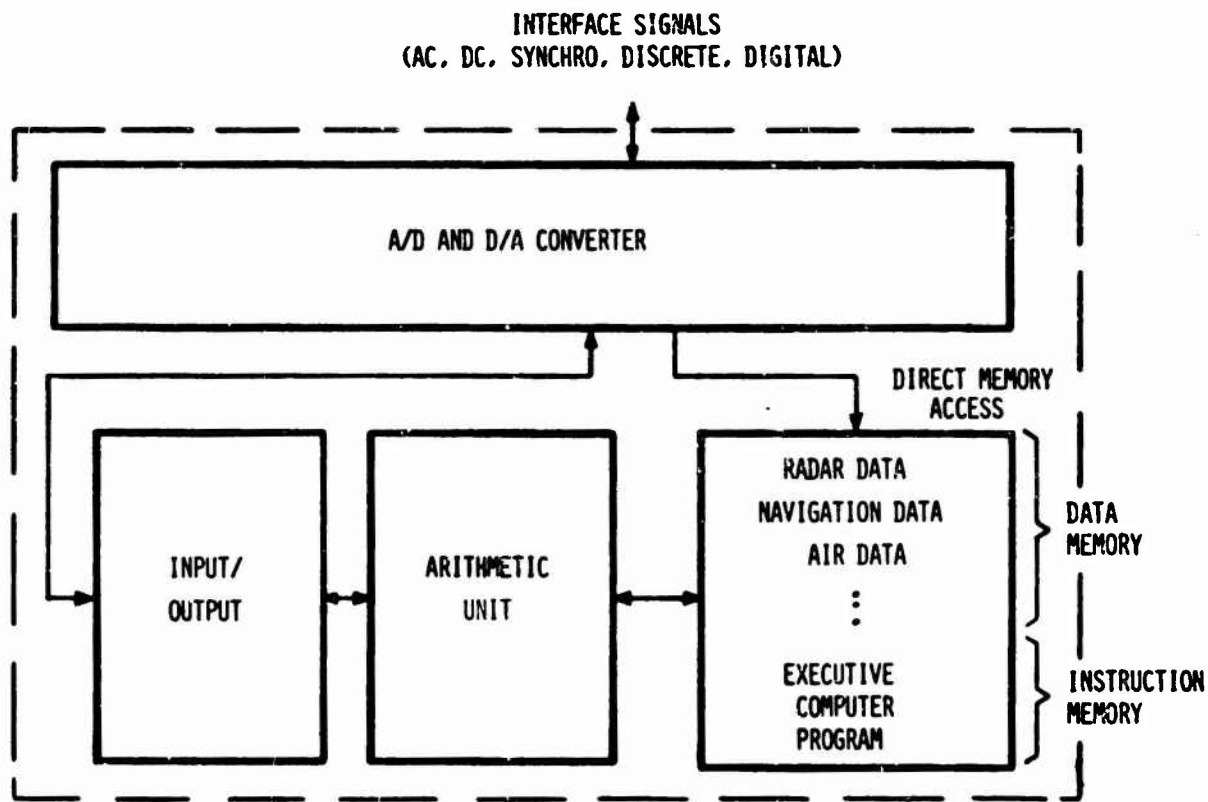 INTERFACE SIGNALS
(AC, DC, SYNCHRO, DISCRETE, DIGITAL)
A/D AND D/A CONVERTER
DIRECT MEMORY
ACCESS
INPUT/
OUTPUT
ARITHMETIC
UNIT
RADAR DATA
NAVIGATION DATA
AIR DATA
EXECUTIVE
COMPUTER
PROGRAM
DATA
MEMORY
INSTRUCTION
MEMORY